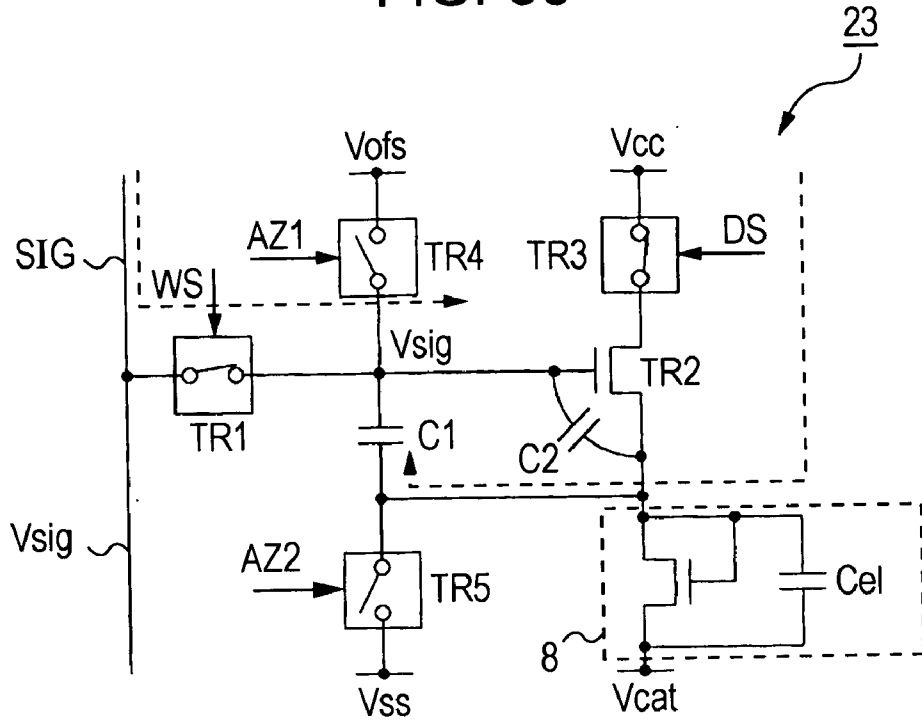 23
Vofs
Vcc
SIG
AZ1
TR4
TR3
DS
WS
Vsig
TR2
TR1
C1
C2
Vsig
AZ2
TR5
Cel
8
Vss
Vcat